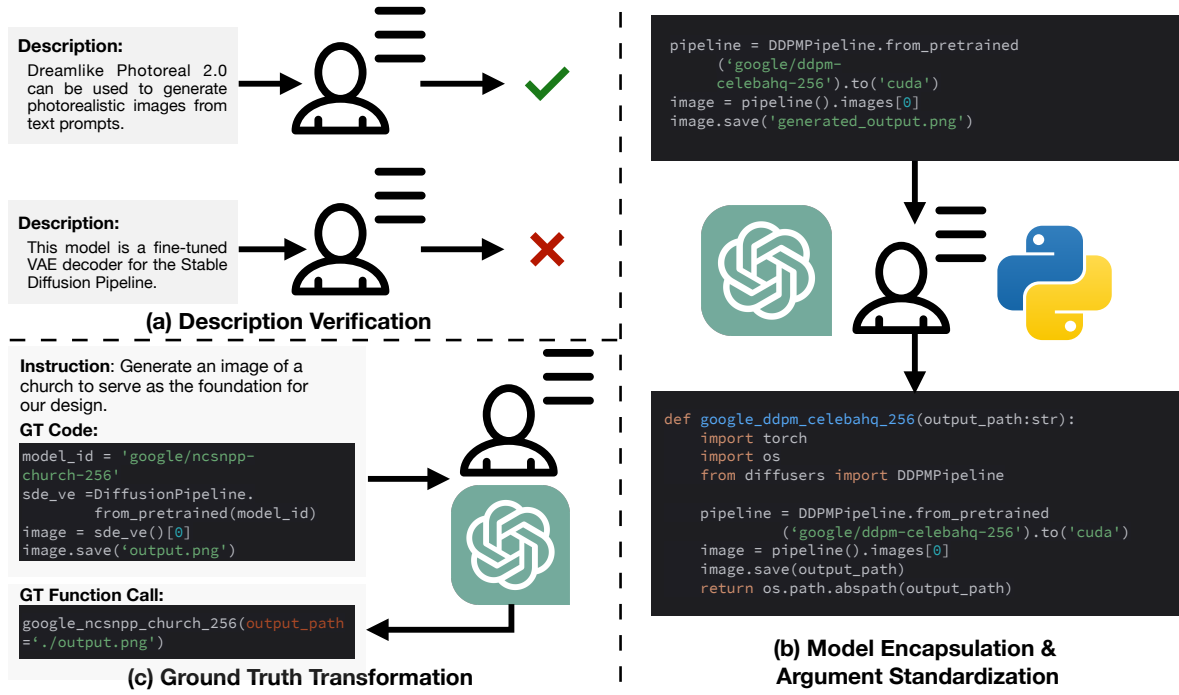 Description:
Dreamlike Photoreal 2.0
can be used to generate
photorealistic images from
text prompts.
Description:
This model is a fine-tuned
VAE decoder for the Stable
Diffusion Pipeline.
(a) Description Verification
Instruction: Generate an image of a
church to serve as the foundation for
our design.
GT Code:
model_id = 'google/ncsnpp-
church-256'
sde_ve =DiffusionPipeline.
from_pretrained(model_id)
image = sde_ve()[0]
image.save(‘output.png')
GT Function Call:
google_ncsnpp_church_256(output_path
=‘./output.png')
(c) Ground Truth Transformation
pipeline = DDPMPipeline.from_pretrained
(‘google/ddpm-
celebahq-256').to('cuda')
image = pipeline().images[0]
image.save('generated_output.png')
def google_ddpm_celebahq_256(output_path:str):
import torch
import os
from diffusers import DDPMPipeline
pipeline = DDPMPipeline.from_pretrained
('google/ddpm-celebahq-256').to('cuda')
image = pipeline().images[0]
image.save(output_path)
return os.path.abspath(output_path)
(b) Model Encapsulation &
Argument Standardization